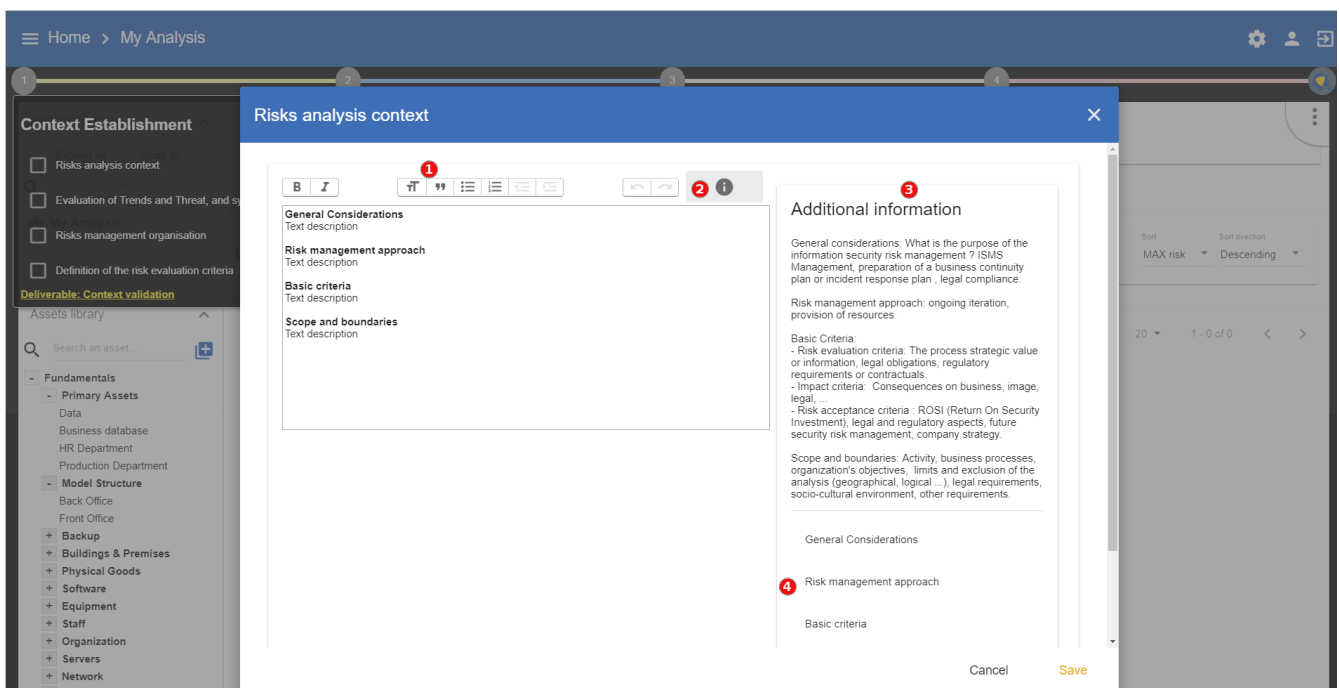 Home > My Analysis
1 2 3 4
Context Establishment
Risks analysis context
Evaluation of Trends and Threat, and sy
Risks management organisation
Definition of the risk evaluation criteria
Deliverable: Context validation
My Analysis
Assets library
Search an asset...
- Fundamentals
- Primary Assets
Data
Business database
HR Department
Production Department
- Model Structure
Back Office
Front Office
+ Backup
+ Buildings & Premises
+ Physical Goods
+ Software
+ Equipment
+ Staff
+ Organization
+ Servers
+ Network
Risks analysis context
1
B I
2
General Considerations
Text description
Risk management approach
Text description
Basic criteria
Text description
Scope and boundaries
Text description
3
Additional information
General considerations: What is the purpose of the
information security risk management ? ISMS
Management, preparation of a business continuity
plan or incident response plan , legal compliance.
Risk management approach: ongoing iteration,
provision of resources.
Basic Criteria:
- Risk evaluation criteria: The process strategic value
or information, legal obligations, regulatory
requirements or contractuals.
- Impact criteria:  Consequences on business, image,
legal, ...
- Risk acceptance criteria : ROSI (Return On Security
Investment), legal and regulatory aspects, future
security risk management, company strategy.
Scope and boundaries: Activity, business processes,
organization's objectives,  limits and exclusion of the
analysis (geographical, logical ...), legal requirements,
socio-cultural environment, other requirements.
General Considerations
4
Risk management approach
Basic criteria
Cancel Save
Sort Sort direction
MAX risk Descending
20 1 - 0 of 0